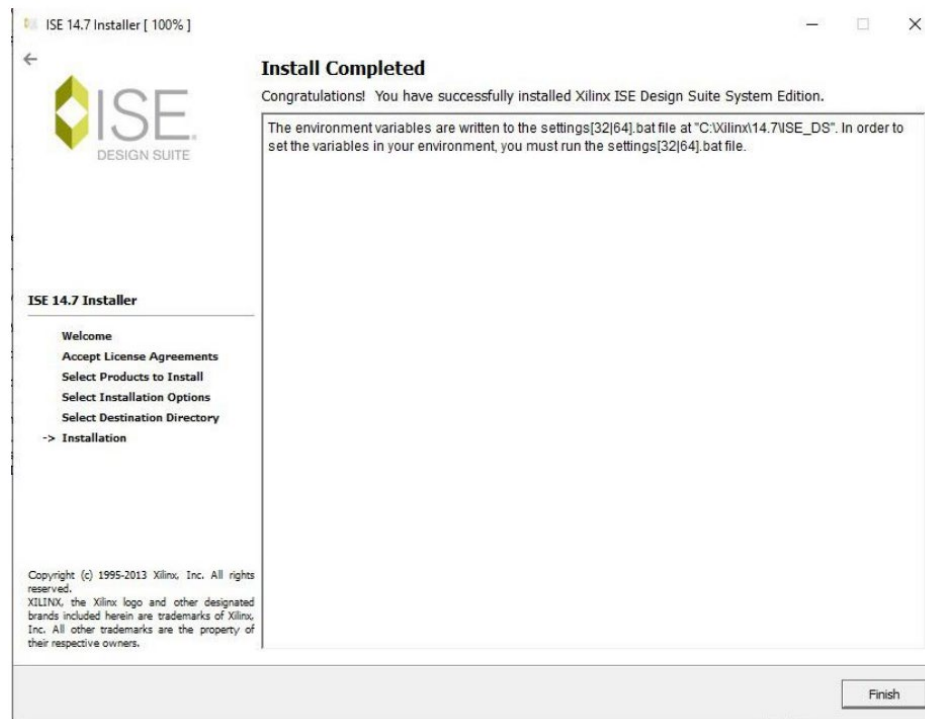 ISE 14.7 Installer [ 100% ]
ISE.
DESIGN SUITE
ISE 14.7 Installer
Welcome
Accept License Agreements
Select Products to Install
Select Installation Options
Select Destination Directory
-> Installation
Copyright (c) 1995-2013 Xilinx, Inc. All rights
reserved.
XILINX, the Xilinx logo and other designated
brands included herein are trademarks of Xilinx,
Inc. All other trademarks are the property of
their respective owners.
Install Completed
Congratulations! You have successfully installed Xilinx ISE Design Suite System Edition.
The environment variables are written to the settings[32|64].bat file at "C:\Xilinx\14.7\ISE_DS". In order to
set the variables in your environment, you must run the settings[32|64].bat file.
Finish